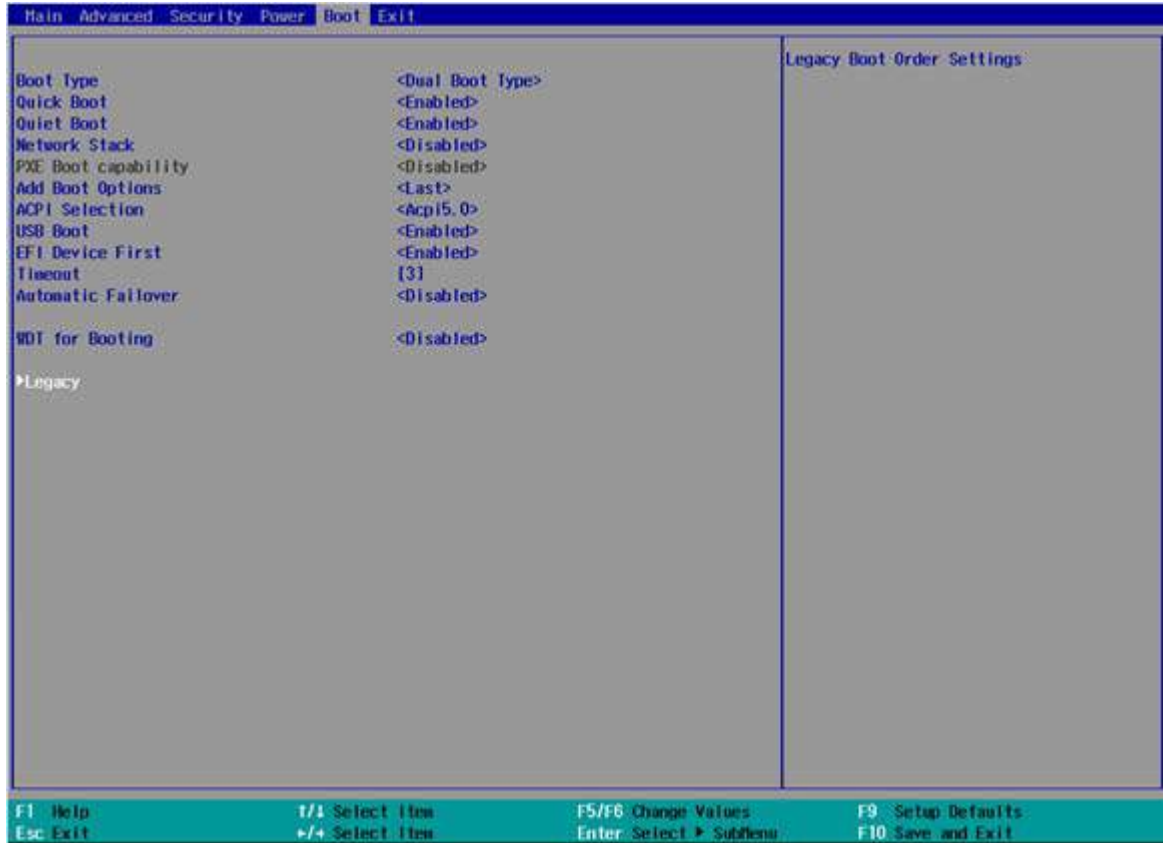 Main Advanced Security Power Boot Exit
Legacy Boot Order Settings
Boot Type <Dual Boot Type>
Quick Boot <Enabled>
Quiet Boot <Enabled>
Network Stack <Disabled>
PXE Boot capability <Disabled>
Add Boot Options <Last>
ACPI Selection <Acpi5.0>
USB Boot <Enabled>
EFI Device First <Enabled>
Timeout [3]
Automatic Failover <Disabled>
WDT for Booting <Disabled>
▶Legacy
F1 Help ↑/↓ Select Item F5/F6 Change Values F9 Setup Defaults
Esc Exit ←/→ Select Item Enter Select ▶ SubMenu F10 Save and Exit